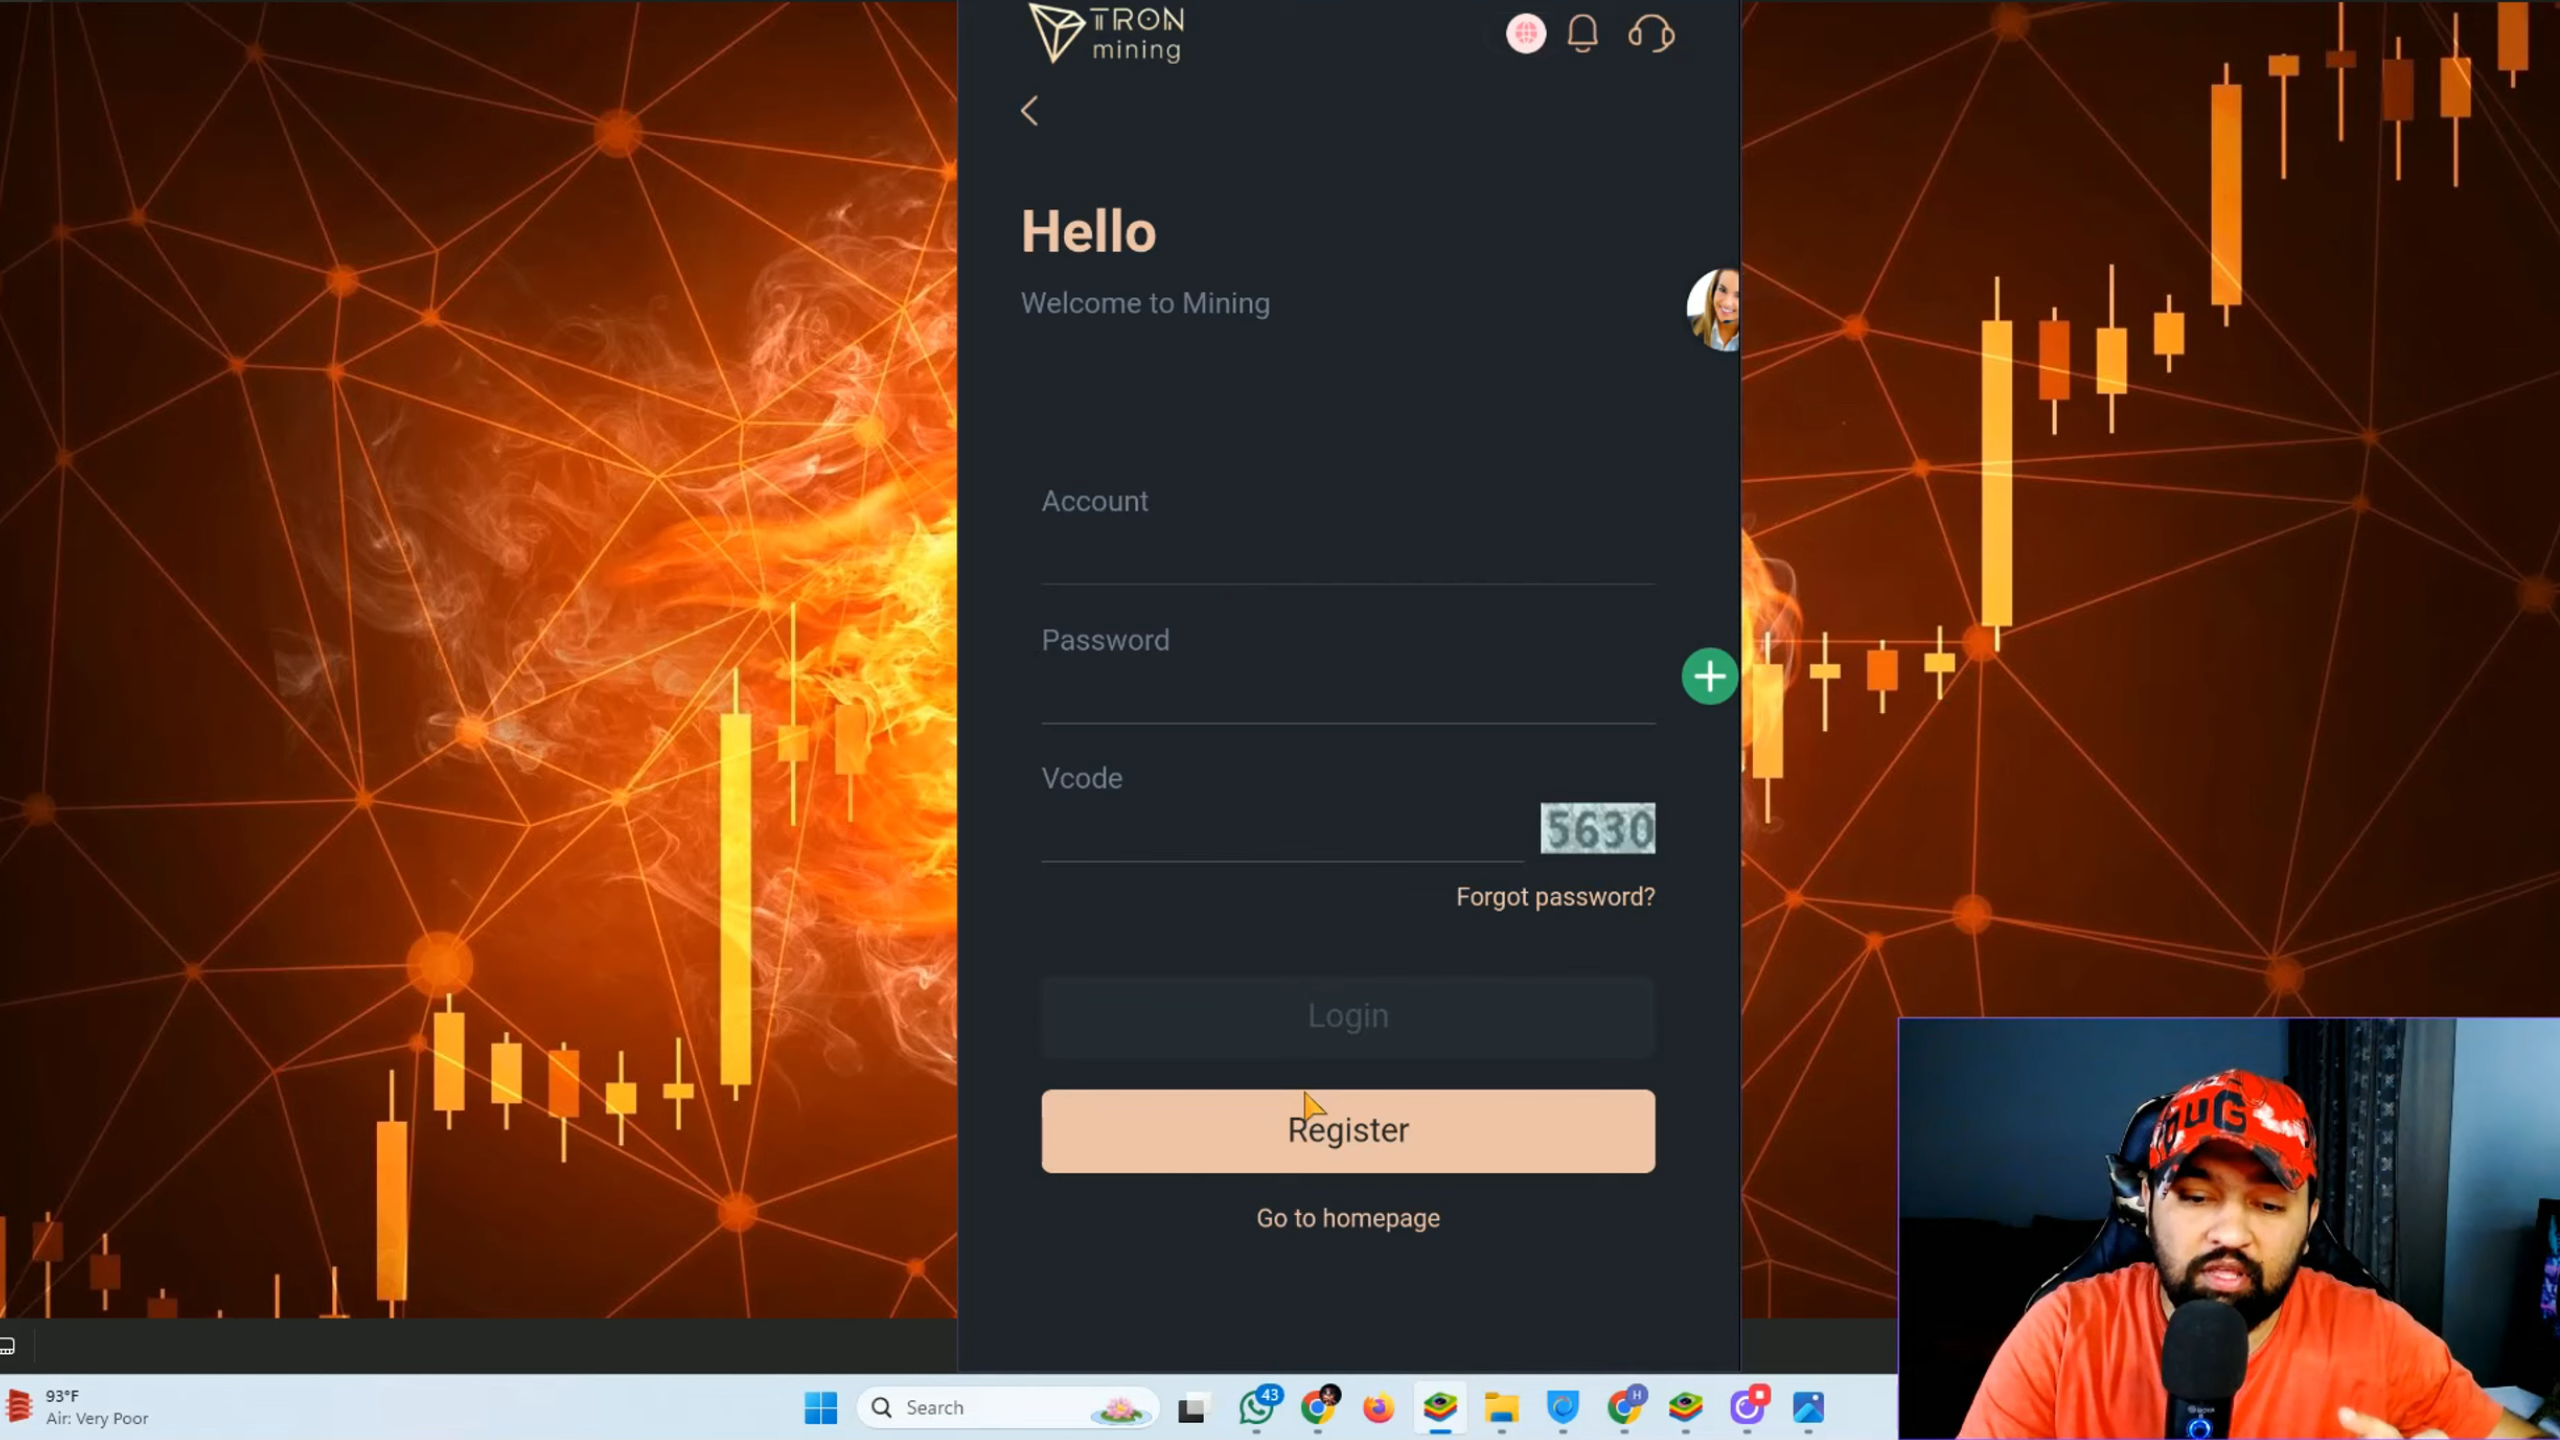 TRON
mining
Hello
Welcome to Mining
Account
Password
Vcode
5630
Forgot password?
Login
Register
Go to homepage
93°F
Air: Very Poor
Search
43
H